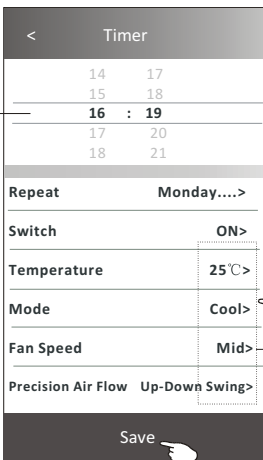 < Timer
14 17
15 18
16 : 19
17 20
18 21
Repeat Monday....>
Switch ON>
Temperature 25℃>
Mode Cool>
Fan Speed Mid>
Precision Air Flow Up-Down Swing>
Save